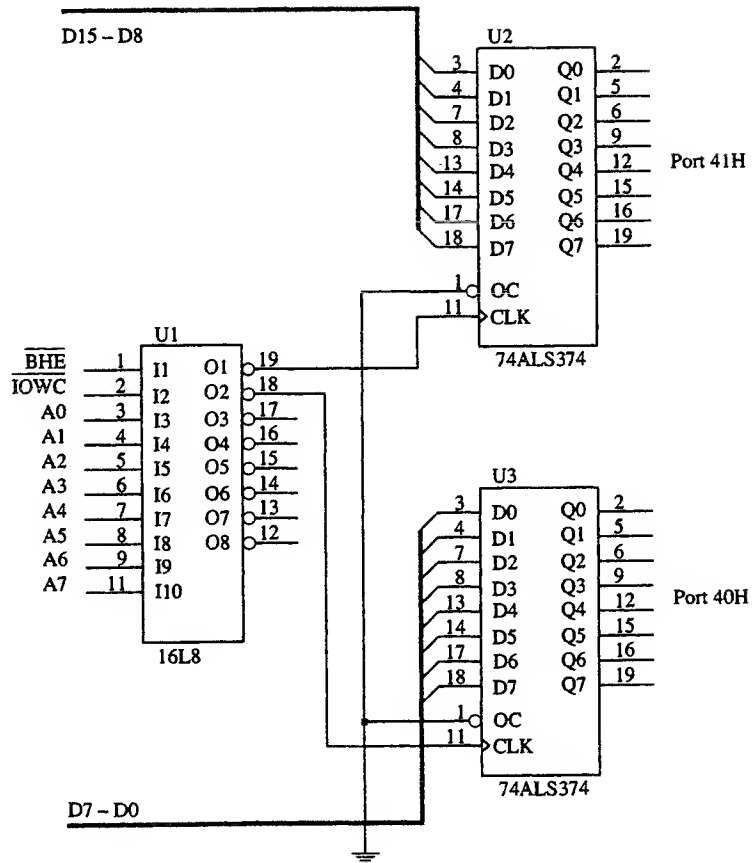 D15 – D8
U2
3 D0 Q0 2
4 D1 Q1 5
7 D2 Q2 6
8 D3 Q3 9
13 D4 Q4 12
14 D5 Q5 15
17 D6 Q6 16
18 D7 Q7 19
Port 41H
1 OC
11 CLK
74ALS374
U1
BHE 1 I1 O1 19
IOWC 2 I2 O2 18
A0 3 I3 O3 17
A1 4 I4 O4 16
A2 5 I5 O5 15
A3 6 I6 O6 14
A4 7 I7 O7 13
A5 8 I8 O8 12
A6 9 I9
A7 11 I10
16L8
U3
3 D0 Q0 2
4 D1 Q1 5
7 D2 Q2 6
8 D3 Q3 9
13 D4 Q4 12
14 D5 Q5 15
17 D6 Q6 16
18 D7 Q7 19
Port 40H
1 OC
11 CLK
74ALS374
D7 – D0